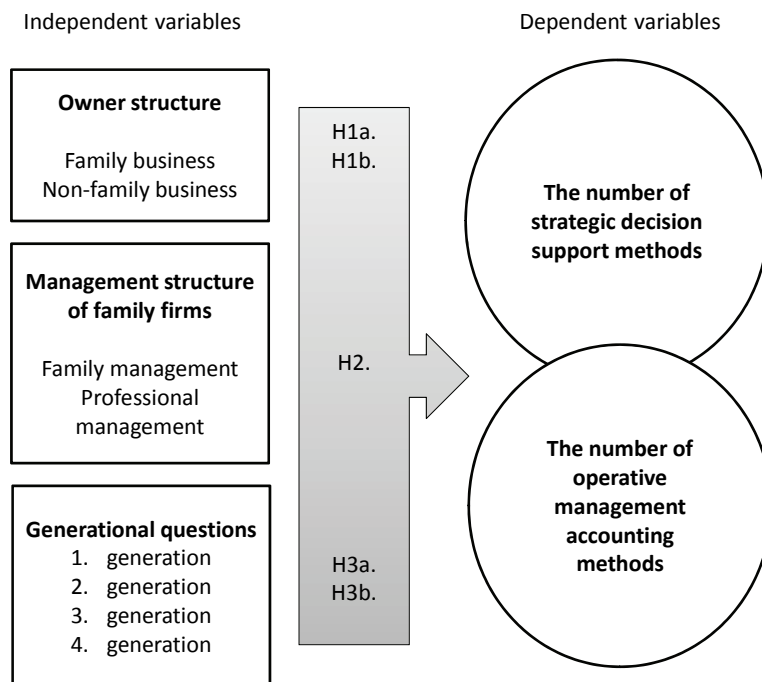 Independent variables
Owner structure
Family business
Non-family business
Management structure
of family firms
Family management
Professional
management
Generational questions
1. generation
2. generation
3. generation
4. generation
H1a.
H1b.
H2.
H3a.
H3b.
Dependent variables
The number of
strategic decision
support methods
The number of
operative
management
accounting
methods